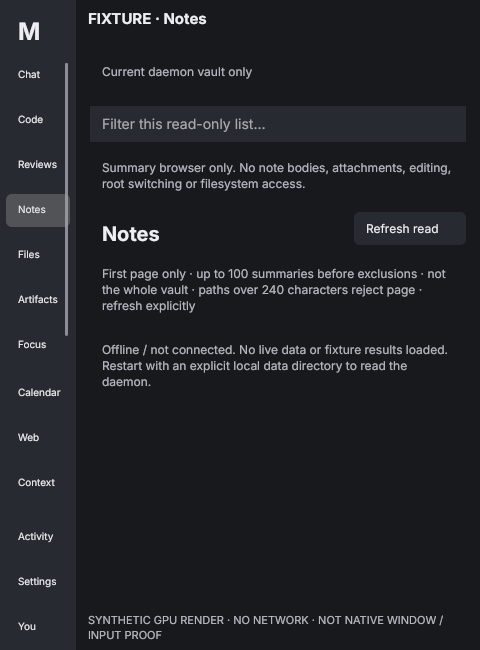 M
Chat
Code
Reviews
Notes
Files
Artifacts
Focus
Calendar
Web
Context
Activity
Settings
You
FIXTURE · Notes
Current daemon vault only
Filter this read-only list...
Summary browser only. No note bodies, attachments, editing,
root switching or filesystem access.
Notes
Refresh read
First page only · up to 100 summaries before exclusions · not
the whole vault · paths over 240 characters reject page ·
refresh explicitly
Offline / not connected. No live data or fixture results loaded.
Restart with an explicit local data directory to read the
daemon.
SYNTHETIC GPU RENDER · NO NETWORK · NOT NATIVE WINDOW /
INPUT PROOF